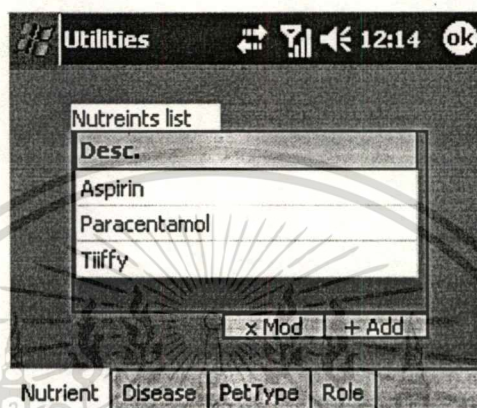 Utilities 12:14 ok
Nutreints list
Desc.
Aspirin
Paracentamol
Tiiffy
x Mod + Add
Nutrient Disease PetType Role